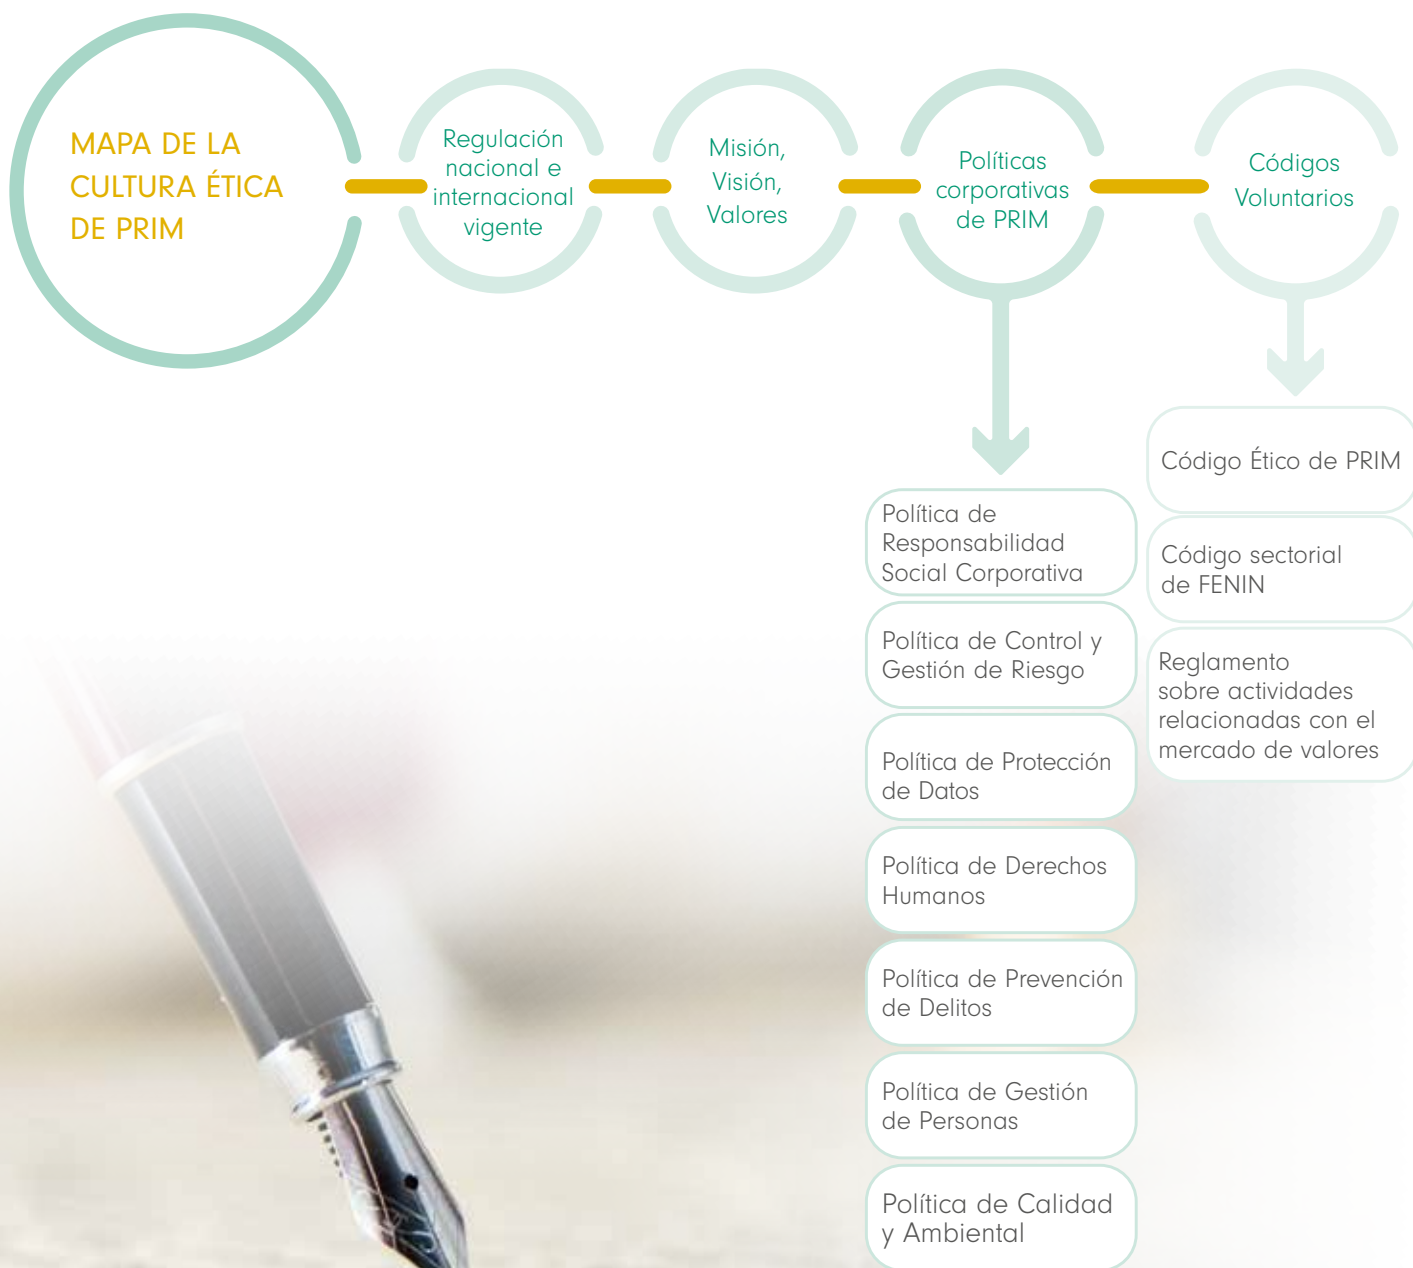 MAPA DE LA
CULTURA ÉTICA
DE PRIM
Regulación
nacional e
internacional
vigente
Misión,
Visión,
Valores
Políticas
corporativas
de PRIM
Códigos
Voluntarios
Política de
Responsabilidad
Social Corporativa
Política de Control y
Gestión de Riesgo
Política de Protección
de Datos
Política de Derechos
Humanos
Política de Prevención
de Delitos
Política de Gestión
de Personas
Política de Calidad
y Ambiental
Código Ético de PRIM
Código sectorial
de FENIN
Reglamento
sobre actividades
relacionadas con el
mercado de valores